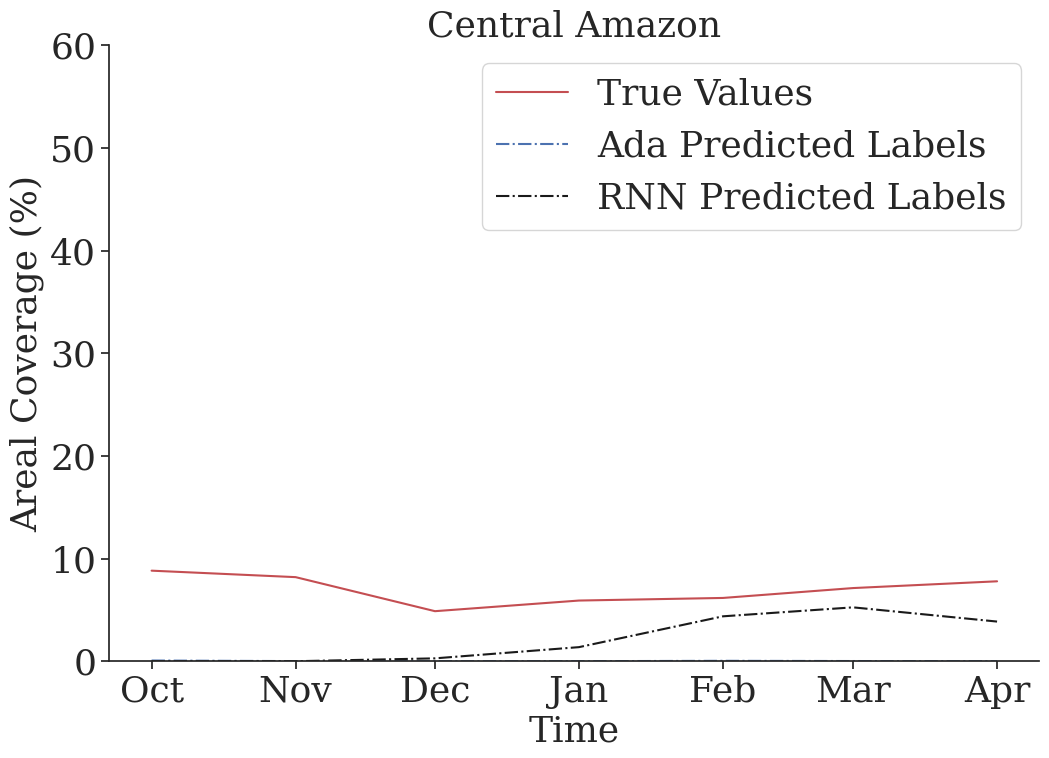 Central Amazon
60
50
40
30
20
10
0
Areal Coverage (%)
True Values
Ada Predicted Labels
RNN Predicted Labels
Oct Nov Dec Jan Feb Mar Apr
Time